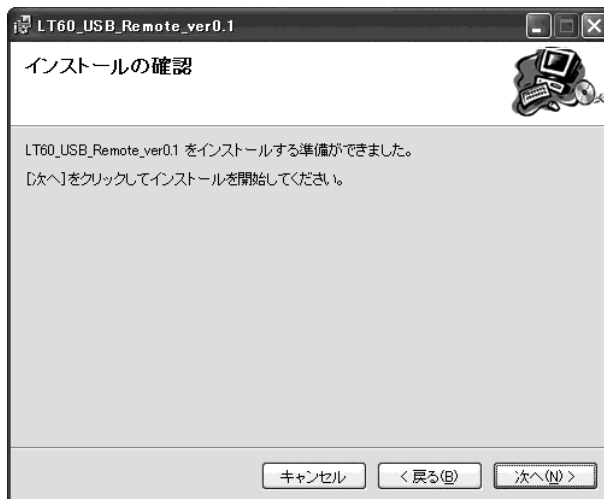 LT60_USB_Remote_ver0.1
インストールの確認
LT60_USB_Remote_ver0.1 をインストールする準備ができました。
[次へ]をクリックしてインストールを開始してください。
キャンセル
< 戻る(B)
次へ(N) >